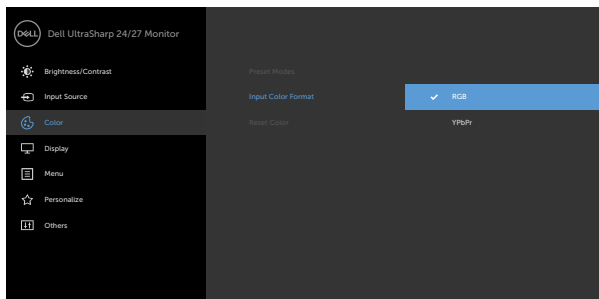 DELL Dell UltraSharp 24/27 Monitor
Brightness/Contrast Preset Modes
Input Source Input Color Format RGB
Color Reset Color YPbPr
Display
Menu
Personalize
Others